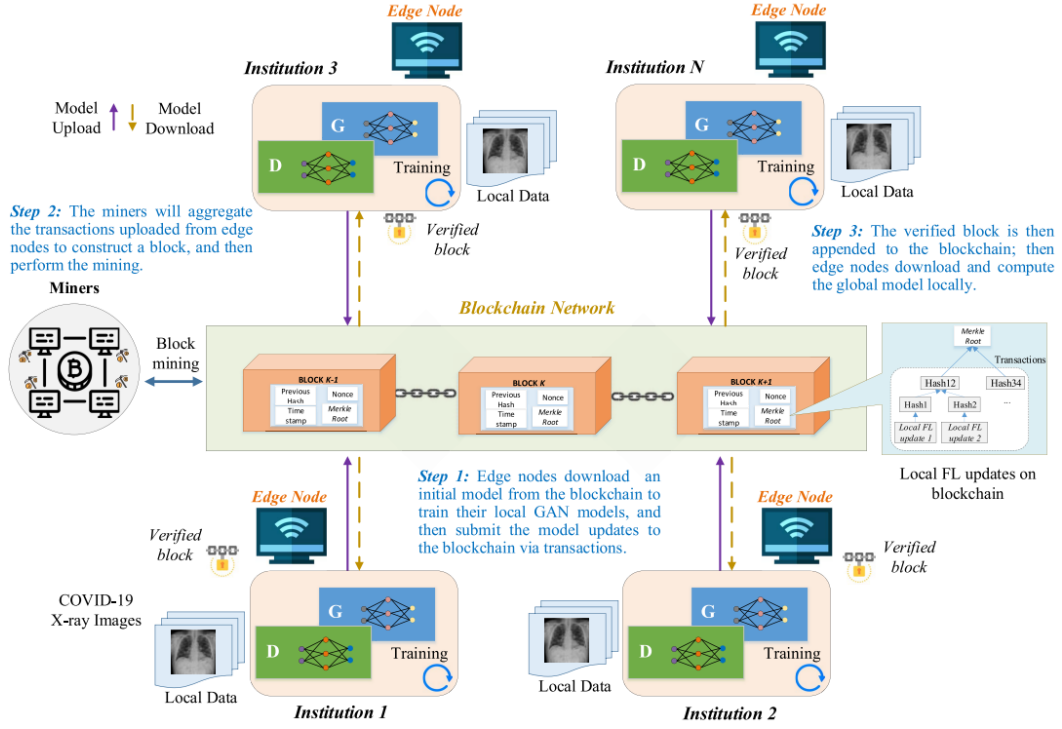 Edge Node
Edge Node
Institution 3
Institution N
Model
Upload
Model
Download
G
D
Training
Local Data
G
D
Training
Local Data
Step 2: The miners will aggregate
the transactions uploaded from edge
nodes to construct a block, and then
perform the mining.
Verified
block
Verified
block
Step 3: The verified block is then
appended to the blockchain; then
edge nodes download and compute
the global model locally.
Miners
Blockchain Network
Block
mining
BLOCK K-1
Previous
Hash
Nonce
Time
stamp
Merkle
Root
BLOCK K
Previous
Hash
Nonce
Time
stamp
Merkle
Root
BLOCK K+1
Previous
Hash
Nonce
Time
stamp
Merkle
Root
Merkle
Root
Transactions
Hash12
Hash34
Hash1
Hash2
...
Local FL
update 1
Local FL
update 2
Local FL updates on
blockchain
Step 1: Edge nodes download an
initial model from the blockchain to
train their local GAN models, and
then submit the model updates to
the blockchain via transactions.
Edge Node
Edge Node
Verified
block
Verified
block
COVID-19
X-ray Images
G
D
Training
Local Data
G
D
Training
Local Data
Institution 1
Institution 2